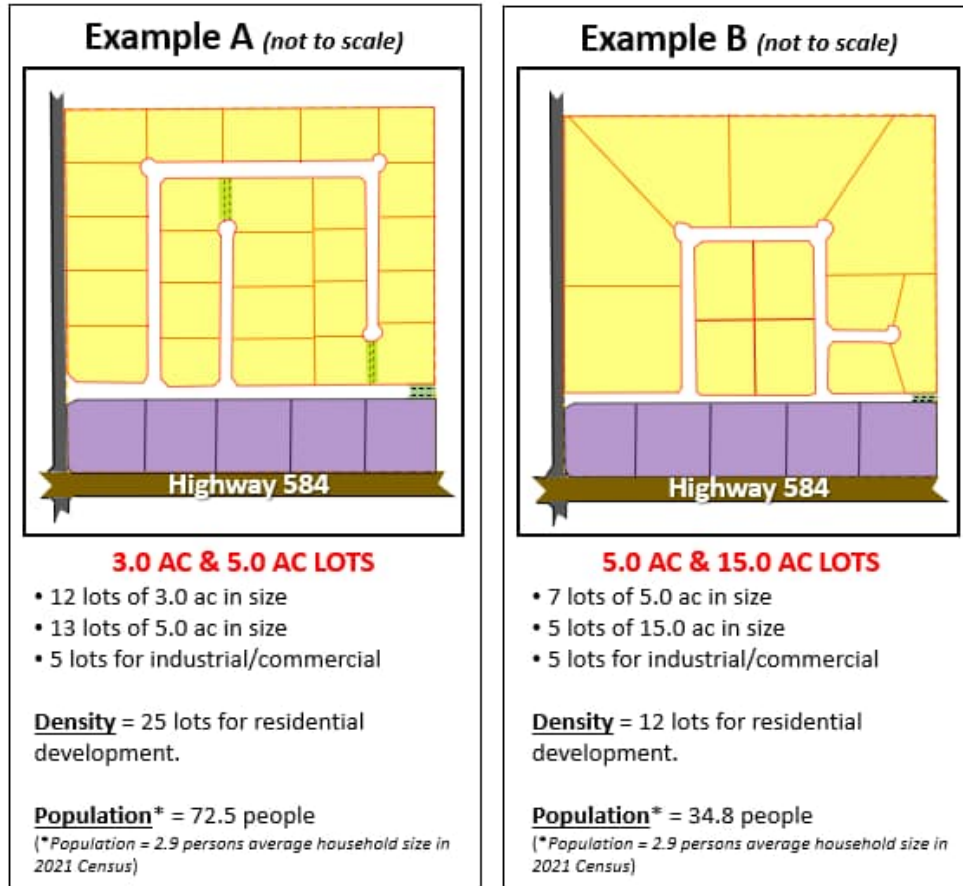 Example A (not to scale)
Highway 584
3.0 AC & 5.0 AC LOTS
• 12 lots of 3.0 ac in size
• 13 lots of 5.0 ac in size
• 5 lots for industrial/commercial
Density = 25 lots for residential
development.
Population* = 72.5 people
(*Population = 2.9 persons average household size in
2021 Census)
Example B (not to scale)
Highway 584
5.0 AC & 15.0 AC LOTS
• 7 lots of 5.0 ac in size
• 5 lots of 15.0 ac in size
• 5 lots for industrial/commercial
Density = 12 lots for residential
development.
Population* = 34.8 people
(*Population = 2.9 persons average household size in
2021 Census)